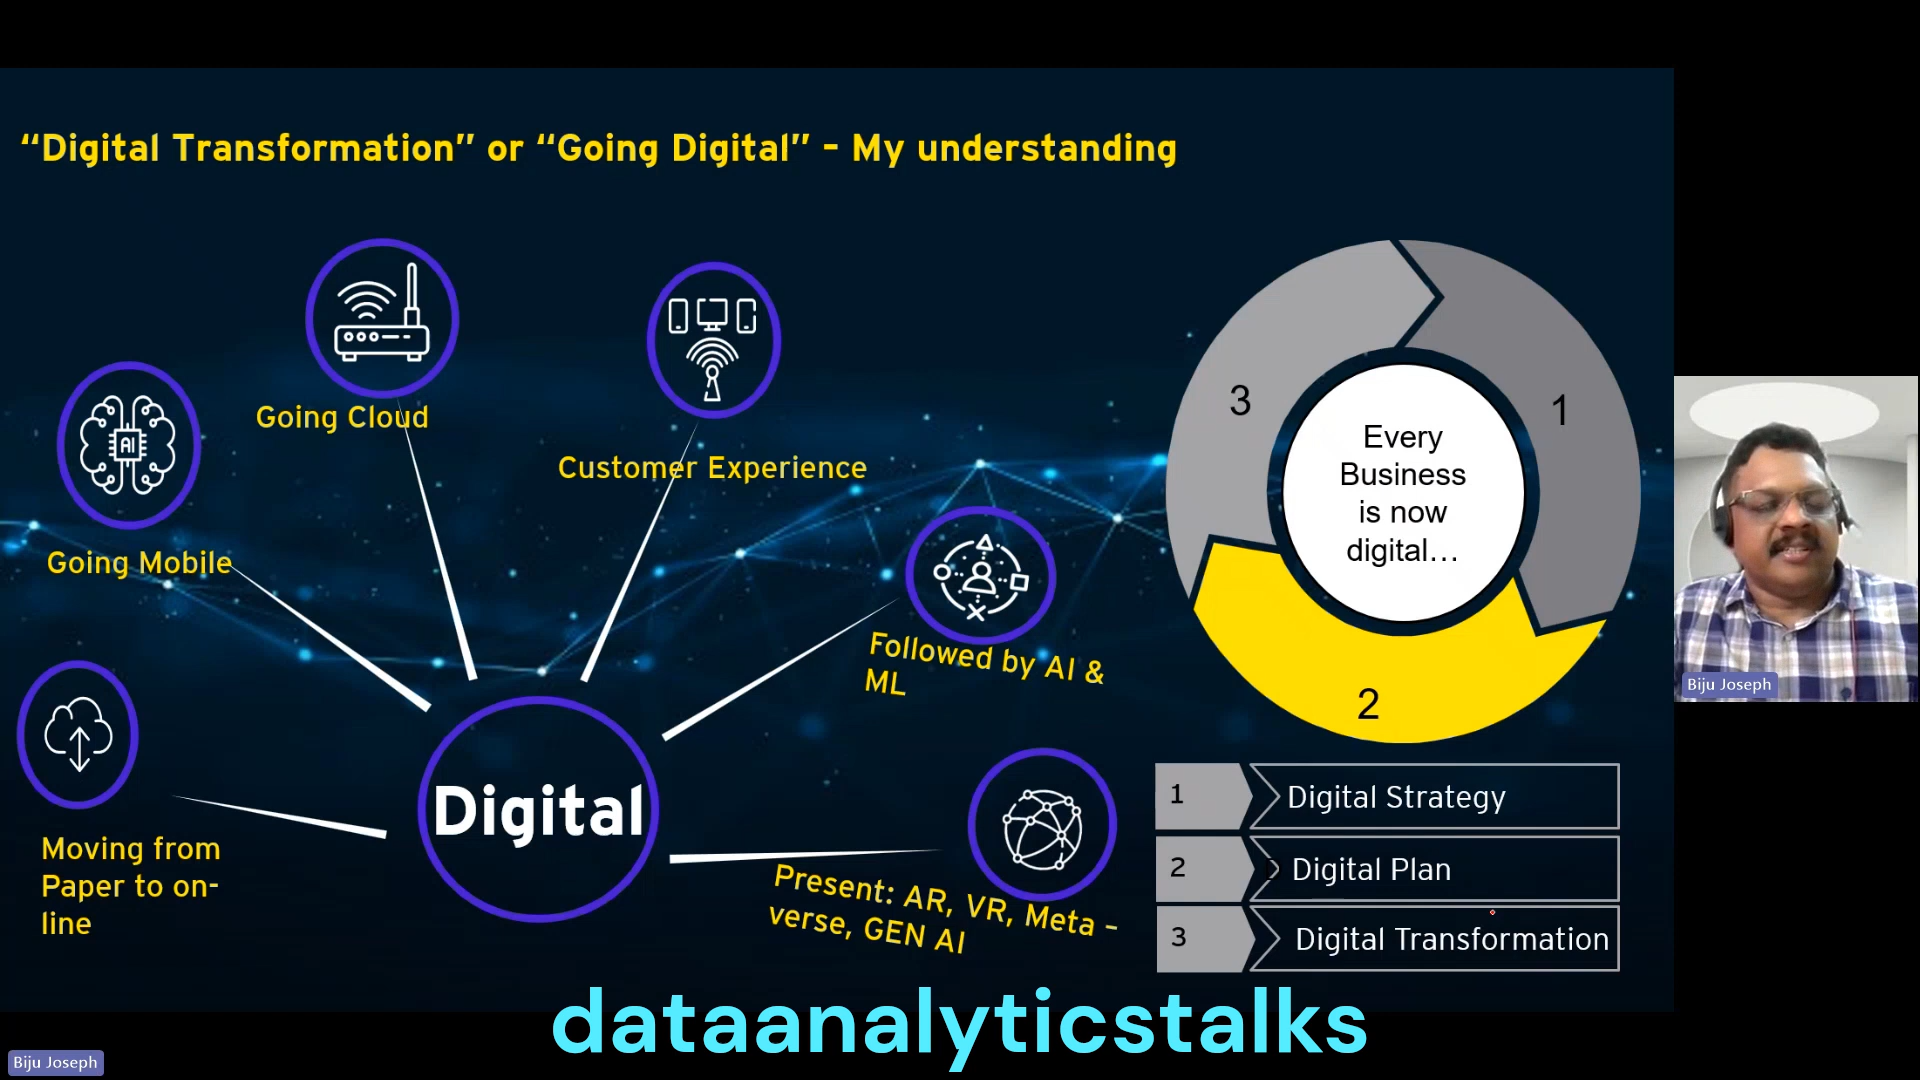 “Digital Transformation” or “Going Digital” – My understanding
Going Cloud
Customer Experience
AI
Going Mobile
Followed by AI &
ML
Moving from
Paper to on-
line
Digital
Present: AR, VR, Meta –
verse, GEN AI
3
1
2
Every
Business
is now
digital…
1 Digital Strategy
2 Digital Plan
3 Digital Transformation
Biju Joseph
dataanalyticstalks
Biju Joseph